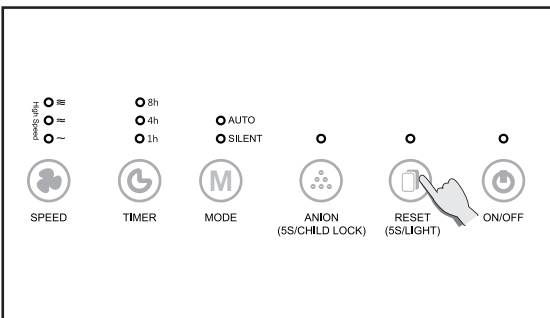 High Speed
8h
4h
1h
AUTO
SILENT
M
SPEED
TIMER
MODE
ANION
(5S/CHILD LOCK)
RESET
(5S/LIGHT)
ON/OFF